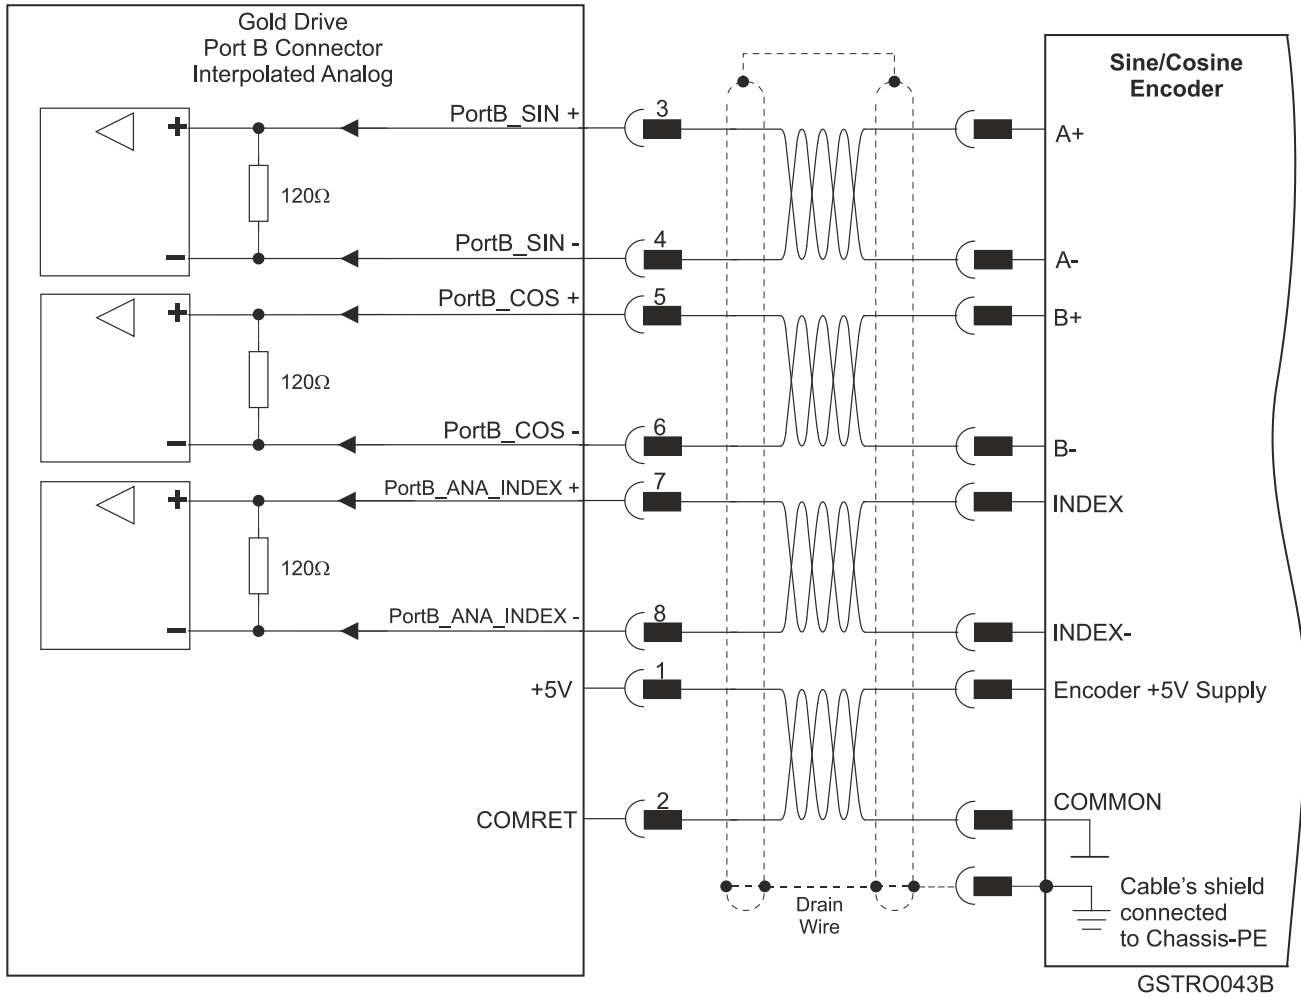 Gold Drive
Port B Connector
Interpolated Analog
Sine/Cosine
Encoder
PortB_SIN +
3
+
120Ω
A+
PortB_SIN -
4
-
A-
PortB_COS +
5
+
120Ω
B+
PortB_COS -
6
-
B-
PortB_ANA_INDEX +
7
+
120Ω
INDEX
PortB_ANA_INDEX -
8
-
INDEX-
+5V
1
Encoder +5V Supply
COMRET
2
COMMON
Drain
Wire
Cable's shield
connected
to Chassis-PE
GSTRO043B